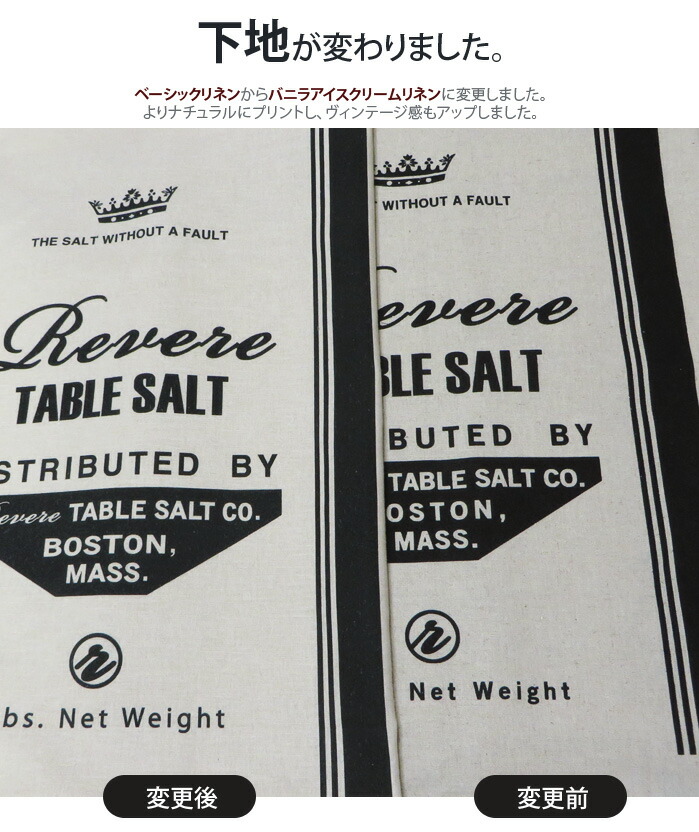 下地が変わりました。
ベーシックリネンからバニラアイスクリームリネンに変更しました。
よりナチュラルにプリントし、ヴィンテージ感もアップしました。
THE SALT WITHOUT A FAULT
Revere
TABLE SALT
STRIBUTED BY
evere TABLE SALT CO.
BOSTON,
MASS.
r
bs. Net Weight
WITHOUT A FAULT
evere
BLE SALT
BUTED BY
TABLE SALT CO.
OSTON,
MASS.
r
Net Weight
変更後
変更前